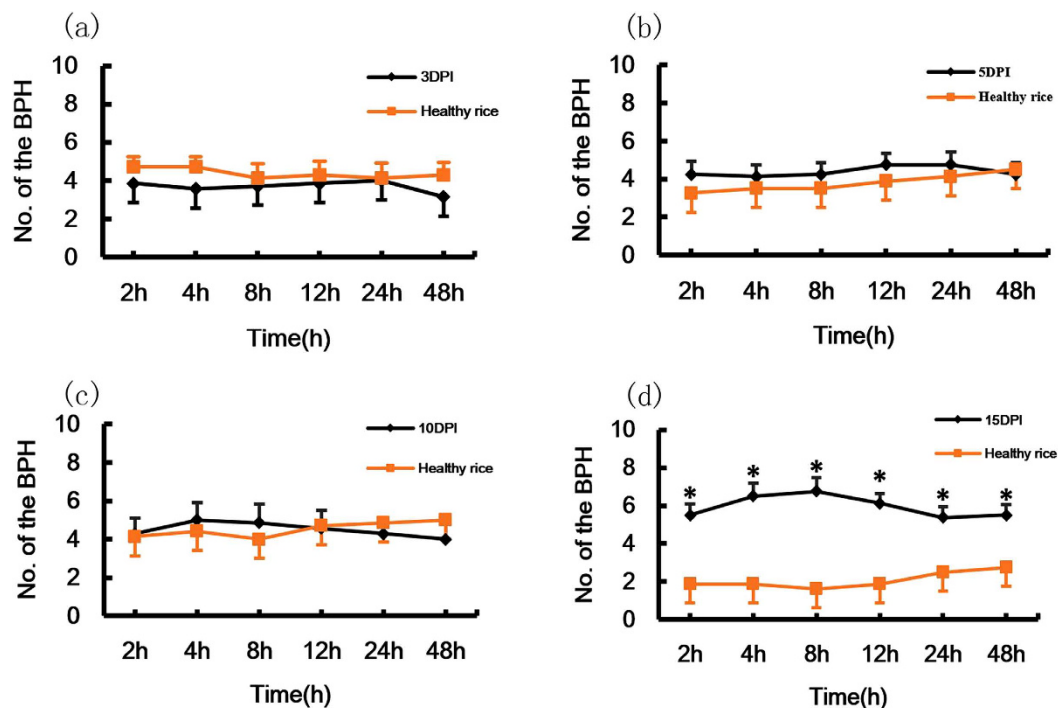 (a)
10
8
6
4
2
0
No. of the BPH
3DPI
Healthy rice
2h 4h 8h 12h 24h 48h
Time(h)
(b)
10
8
6
4
2
0
No. of the BPH
5DPI
Healthy rice
2h 4h 8h 12h 24h 48h
Time(h)
(c)
10
8
6
4
2
0
No. of the BPH
10DPI
Healthy rice
2h 4h 8h 12h 24h 48h
Time(h)
(d)
10
8
6
4
2
0
No. of the BPH
15DPI
Healthy rice
* * * * * *
2h 4h 8h 12h 24h 48h
Time(h)